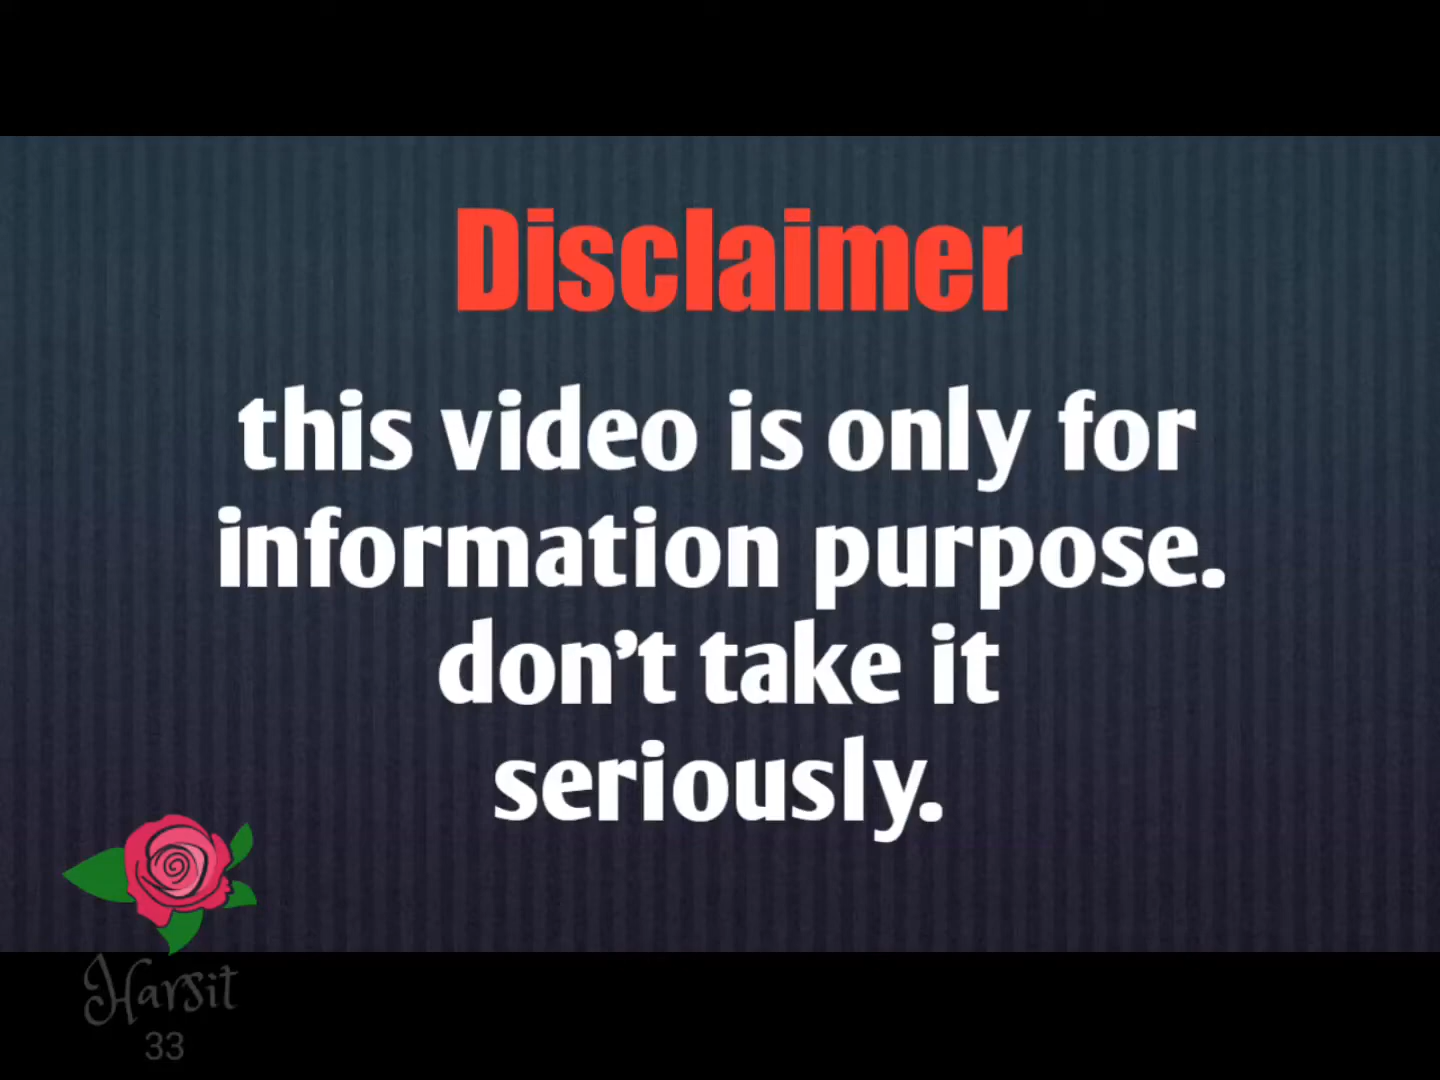 Disclaimer
this video is only for
information purpose.
don't take it
seriously.
Harsit
33